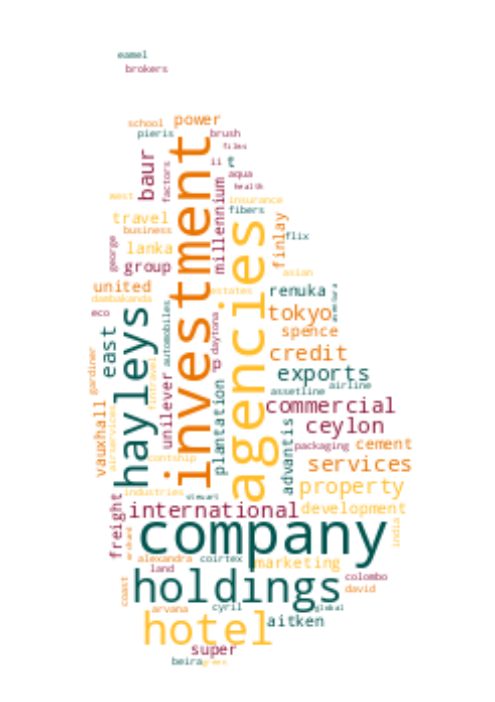 eamel
brokers
school power
pieris brush
files
ii t
baur factors aqua
health
west insurance
millennium fibers
travel finlay
business flix
lanka
george group
investment
asian
united estates renuka
dambakanda
agencies
eco tokyo
hayleys
automobiles daytona spence
east credit
gardiner exports
assetline airline
unilever plantation
vauxhall commercial
ceylon
advantis
packaging cement
services
property
industries
freight international development
india
company
alexandra coirtex marketing
land colombo
holdings
coast david
arvana cyril global
hotel aitken
super
beira